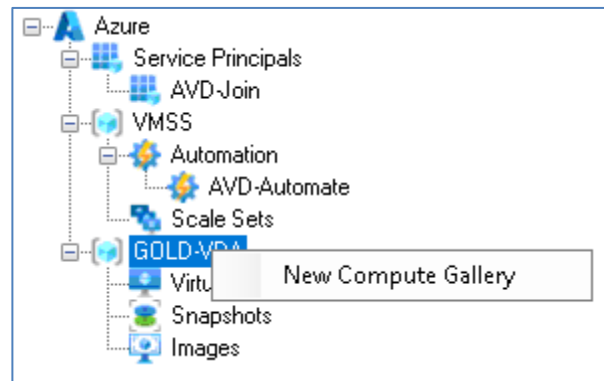 Azure
Service Principals
AVD-Join
VMSS
Automation
AVD-Automate
Scale Sets
GOLD-VDA
New Compute Gallery
Snapshots
Images